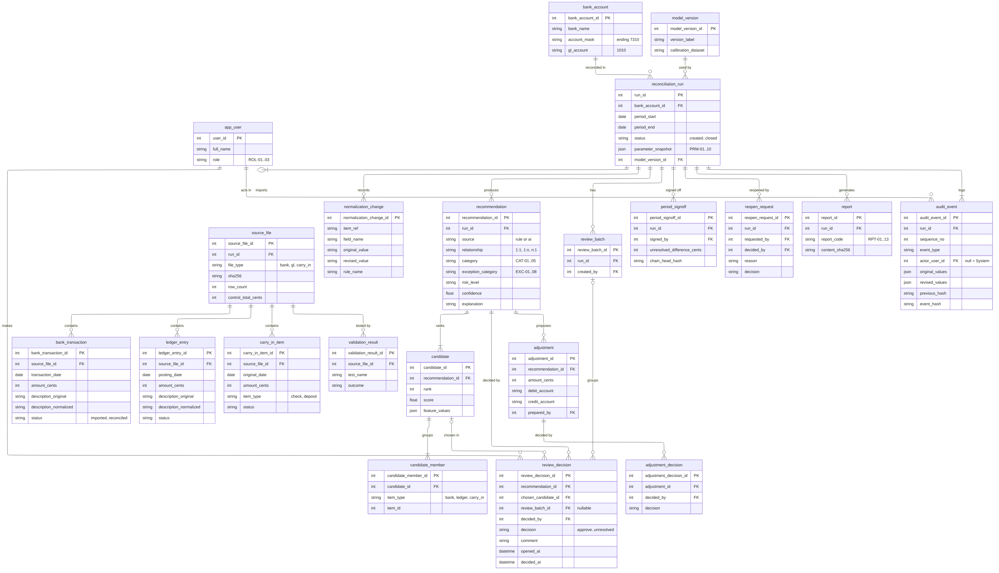 bank_account
int bank_account_id PK
string bank_name
string account_mask ending 7310
string gl_account 1010
model_version
int model_version_id PK
string version_label
string calibration_dataset
reconciled in
used by
reconciliation_run
int run_id PK
int bank_account_id FK
date period_start
date period_end
string status created..closed
json parameter_snapshot PRM-01..10
int model_version_id FK
app_user
int user_id PK
string full_name
string role ROL-01..03
acts in
imports
records
produces
has
signed off
reopened by
generates
logs
normalization_change
int normalization_change_id PK
string item_ref
string field_name
string original_value
string revised_value
string rule_name
recommendation
int recommendation_id PK
int run_id FK
string source rule or ai
string relationship 1:1, 1:n, n:1
string category CAT-01..05
string exception_category EXC-01..08
string risk_level
float confidence
string explanation
period_signoff
int period_signoff_id PK
int run_id FK
int signed_by FK
int unresolved_difference_cents
string chain_head_hash
reopen_request
int reopen_request_id PK
int run_id FK
int requested_by FK
int decided_by FK
string reason
string decision
report
int report_id PK
int run_id FK
string report_code RPT-01..13
string content_sha256
audit_event
int audit_event_id PK
int run_id FK
int sequence_no
string event_type
int actor_user_id FK null = System
json original_values
json revised_values
string previous_hash
string event_hash
source_file
int source_file_id PK
int run_id FK
string file_type bank, gl, carry_in
string sha256
int row_count
int control_total_cents
review_batch
int review_batch_id PK
int run_id FK
int created_by FK
makes
contains
contains
contains
tested by
ranks
proposes
bank_transaction
int bank_transaction_id PK
int source_file_id FK
date transaction_date
int amount_cents
string description_original
string description_normalized
string status imported..reconciled
ledger_entry
int ledger_entry_id PK
int source_file_id FK
date posting_date
int amount_cents
string description_original
string description_normalized
string status
carry_in_item
int carry_in_item_id PK
int source_file_id FK
date original_date
int amount_cents
string item_type check, deposit
string status
validation_result
int validation_result_id PK
int source_file_id FK
string test_name
string outcome
candidate
int candidate_id PK
int recommendation_id FK
int rank
float score
json feature_values
adjustment
int adjustment_id PK
int recommendation_id FK
int amount_cents
string debit_account
string credit_account
int prepared_by FK
decided by
groups
groups
chosen in
decided by
candidate_member
int candidate_member_id PK
int candidate_id FK
string item_type bank, ledger, carry_in
int item_id
review_decision
int review_decision_id PK
int recommendation_id FK
int chosen_candidate_id FK
int review_batch_id FK nullable
int decided_by FK
string decision approve..unresolved
string comment
datetime opened_at
datetime decided_at
adjustment_decision
int adjustment_decision_id PK
int adjustment_id FK
int decided_by FK
string decision